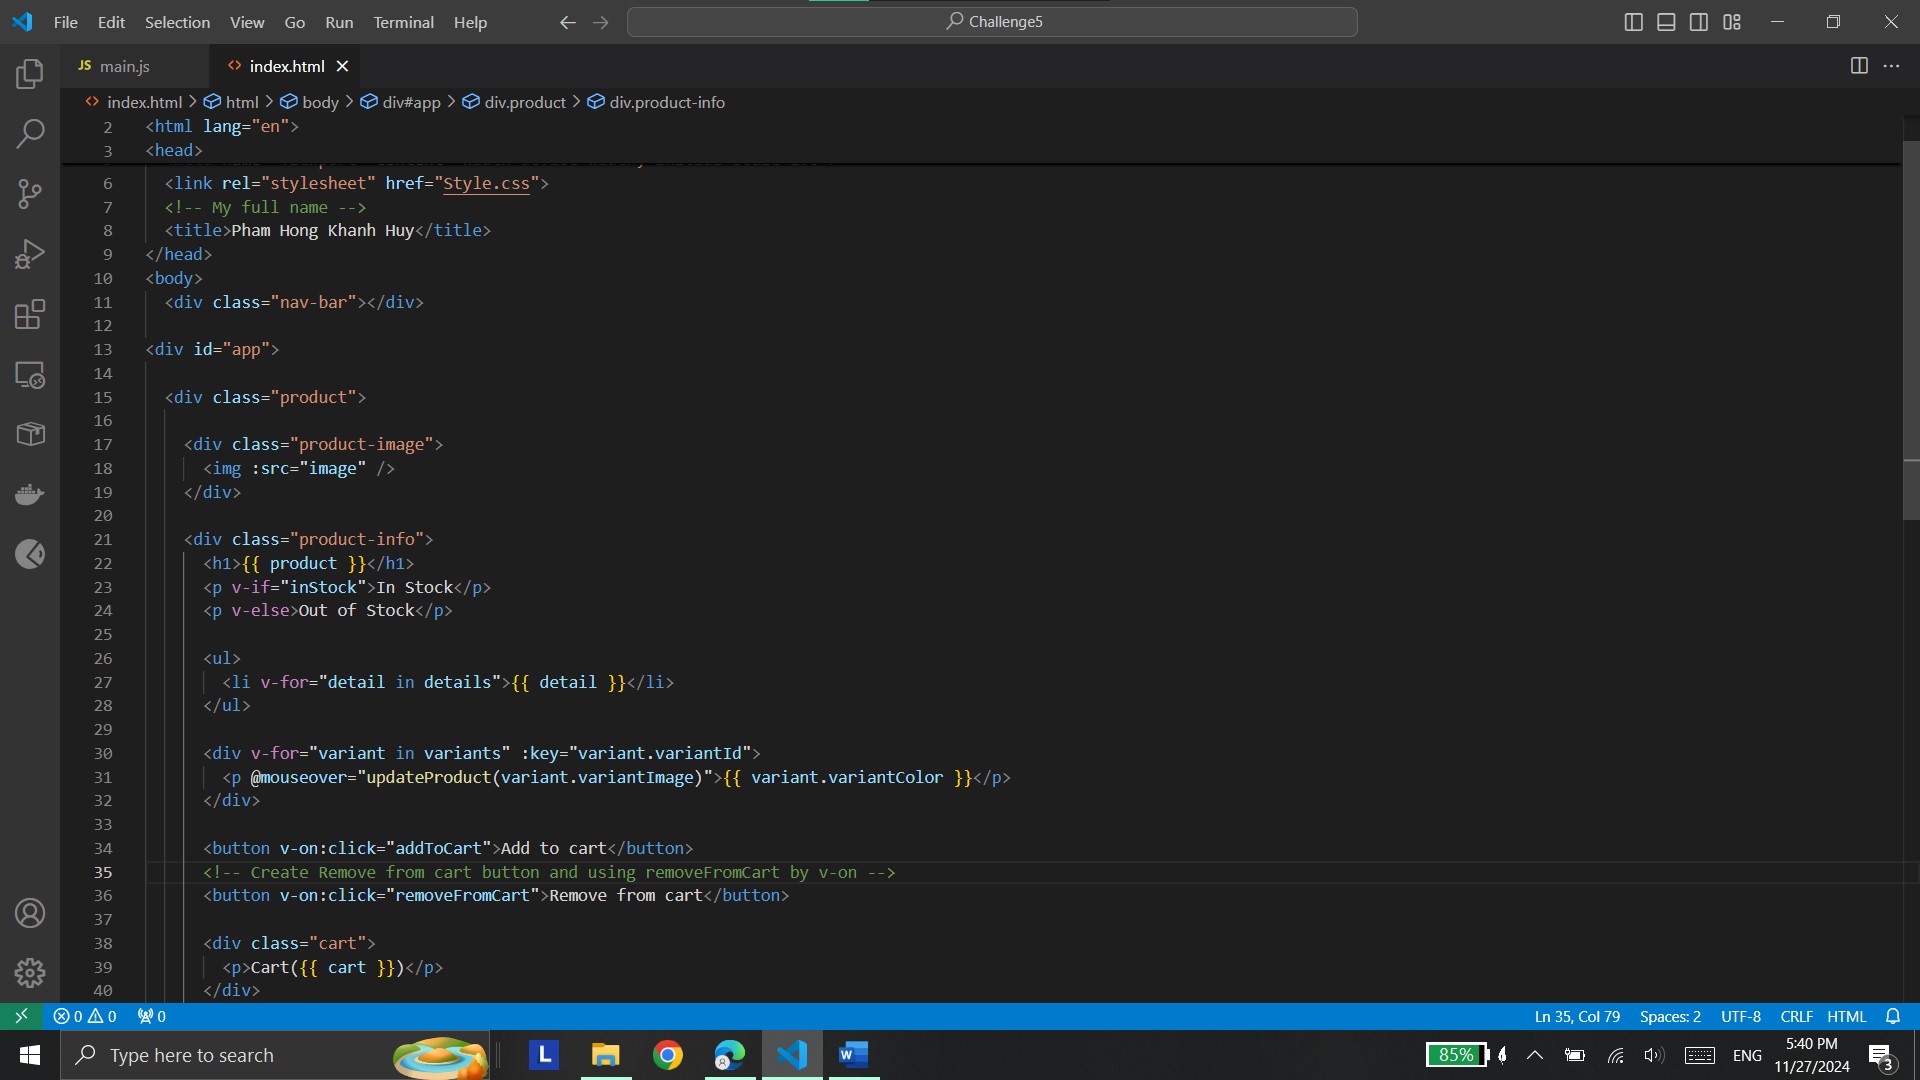 File Edit Selection View Go Run Terminal Help
Challenge5
JS main.js
<> index.html
<> index.html > html > body > div#app > div.product > div.product-info
2 <html lang="en">
3 <head>
6 <link rel="stylesheet" href="Style.css">
7 <!-- My full name -->
8 <title>Pham Hong Khanh Huy</title>
9 </head>
10 <body>
11 <div class="nav-bar"></div>
12
13 <div id="app">
14
15 <div class="product">
16
17 <div class="product-image">
18 <img :src="image" />
19 </div>
20
21 <div class="product-info">
22 <h1>{{ product }}</h1>
23 <p v-if="inStock">In Stock</p>
24 <p v-else>Out of Stock</p>
25
26 <ul>
27 <li v-for="detail in details">{{ detail }}</li>
28 </ul>
29
30 <div v-for="variant in variants" :key="variant.variantId">
31 <p @mouseover="updateProduct(variant.variantImage)">{{ variant.variantColor }}</p>
32 </div>
33
34 <button v-on:click="addToCart">Add to cart</button>
35 <!-- Create Remove from cart button and using removeFromCart by v-on -->
36 <button v-on:click="removeFromCart">Remove from cart</button>
37
38 <div class="cart">
39 <p>Cart({{ cart }})</p>
40 </div>
0 0 0 Ln 35, Col 79 Spaces: 2 UTF-8 CRLF HTML
Type here to search L W 85% ENG
5:40 PM
11/27/2024
3